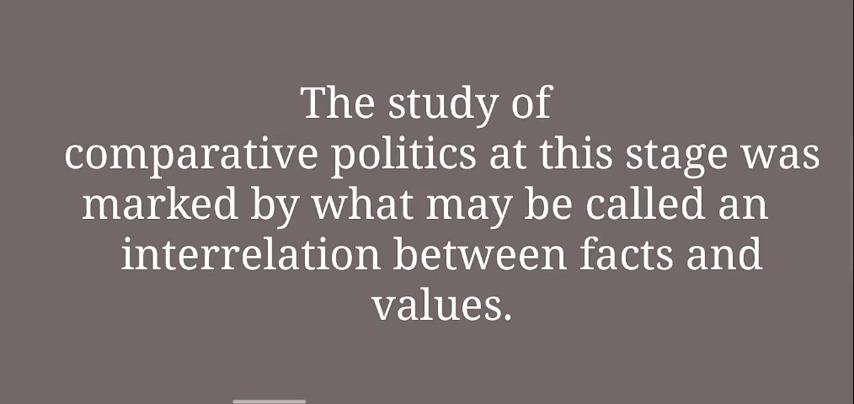 The study of
comparative politics at this stage was
marked by what may be called an
interrelation between facts and
values.